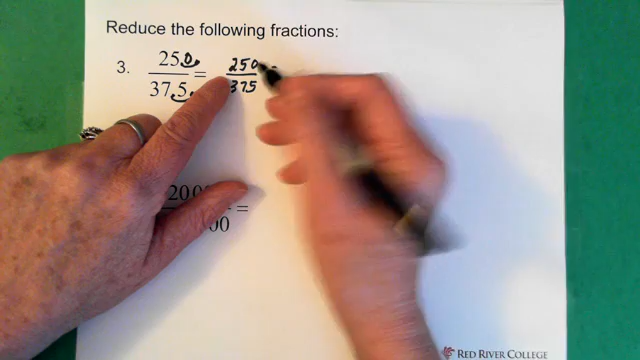 Reduce the following fractions:
3. 250 = 250
37.5 375
200
00 =
RED RIVER COLLEGE